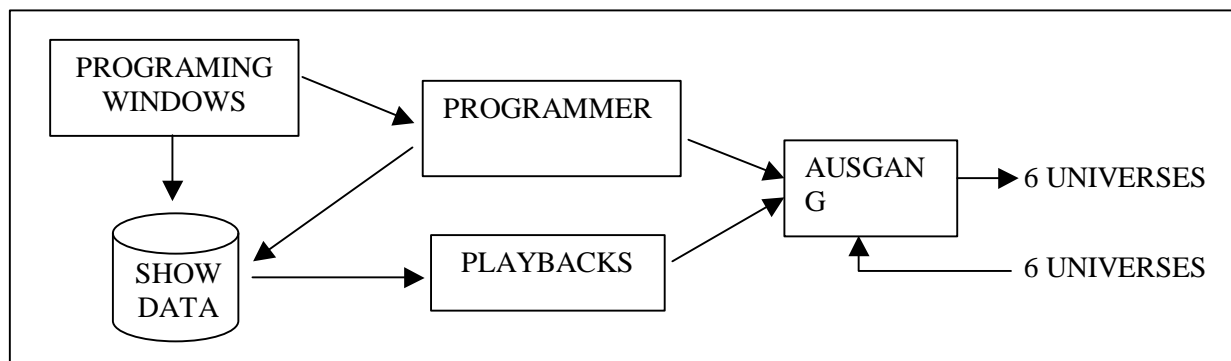 PROGRAMING
WINDOWS
PROGRAMMER
AUSGAN
G
6 UNIVERSES
SHOW
DATA
PLAYBACKS
6 UNIVERSES